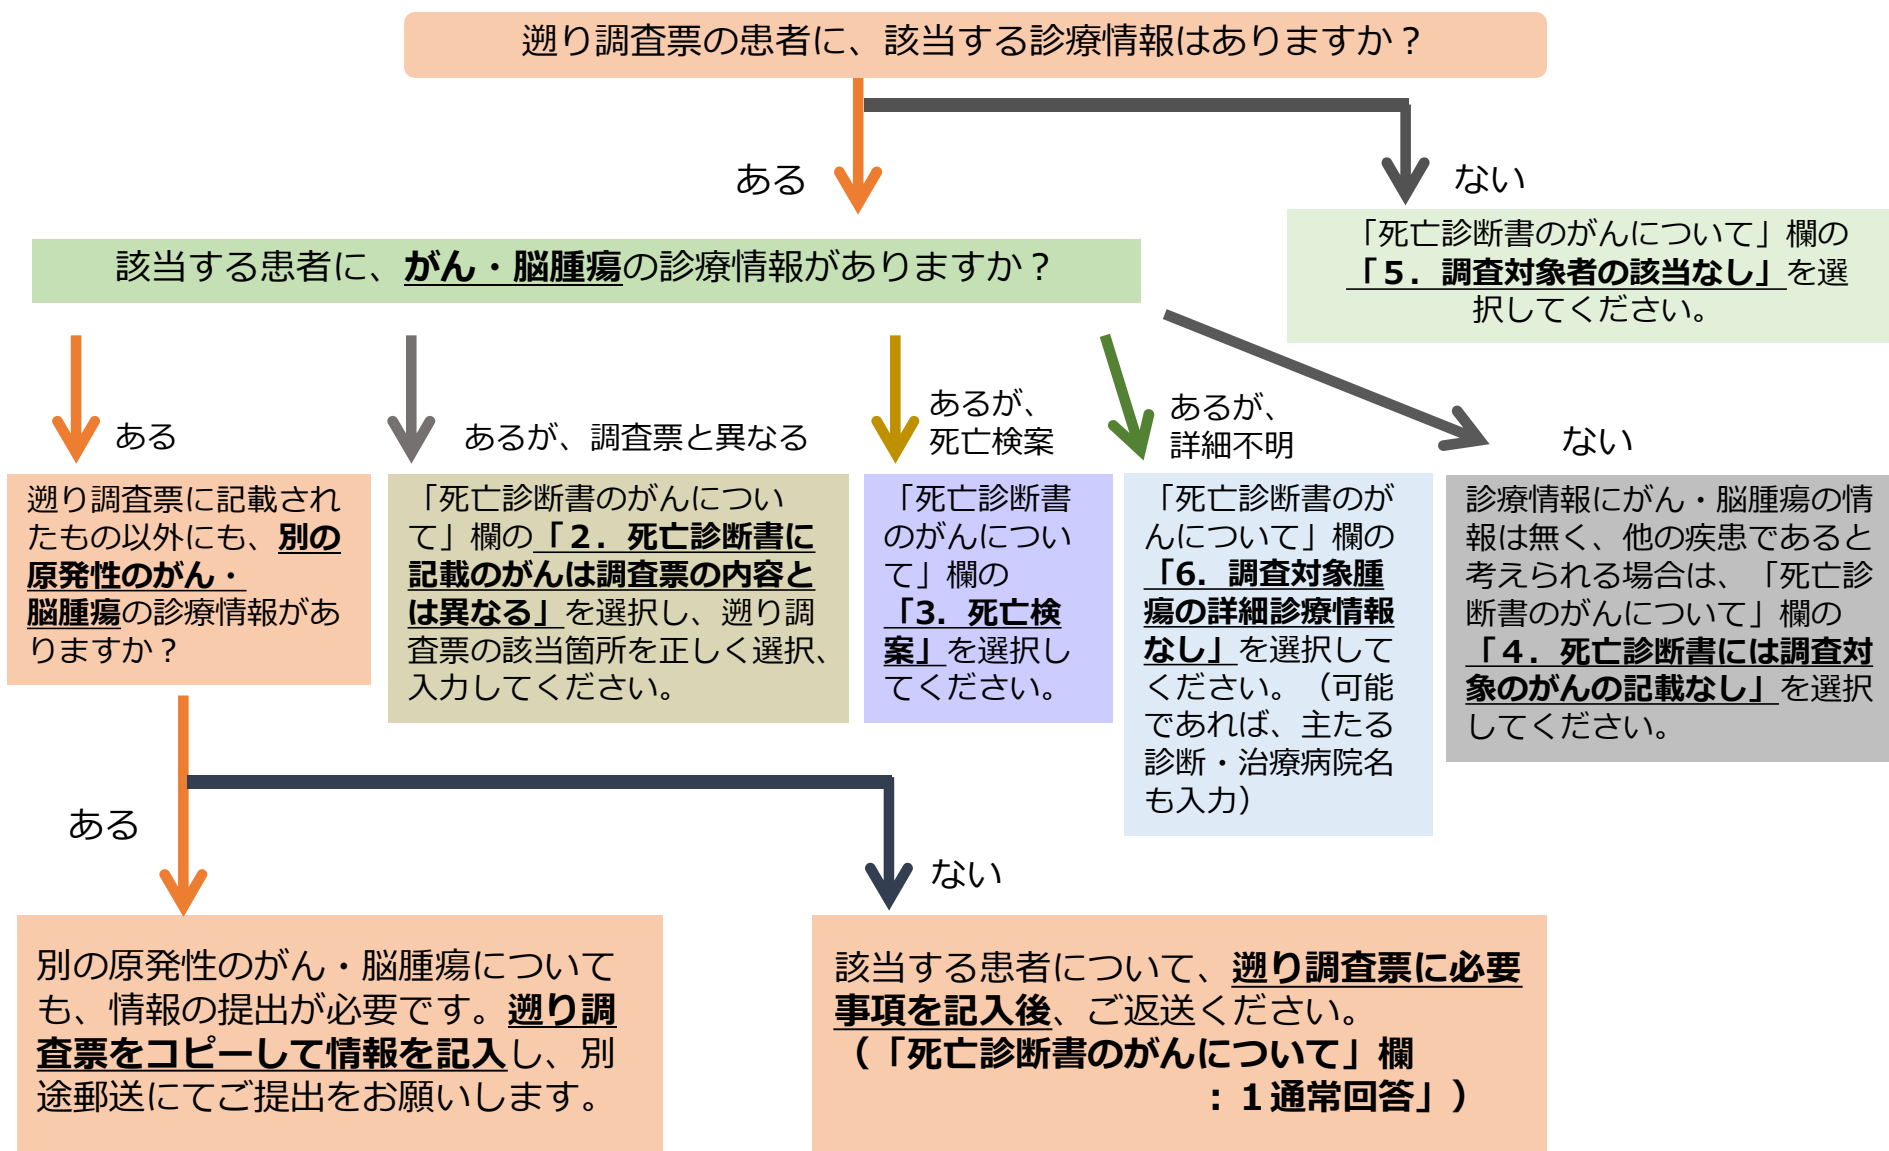 遡り調査票の患者に、該当する診療情報はありますか？
ある
ない
「死亡診断書のがんについて」欄の
「５．調査対象者の該当なし」を選
択してください。
該当する患者に、がん・脳腫瘍の診療情報がありますか？
ある
あるが、調査票と異なる
あるが、
死亡検案
あるが、
詳細不明
ない
遡り調査票に記載され
たもの以外にも、別の
原発性のがん・
脳腫瘍の診療情報があ
りますか？
「死亡診断書のがんについ
て」欄の「２．死亡診断書に
記載のがんは調査票の内容と
は異なる」を選択し、遡り調
査票の該当箇所を正しく選択、
入力してください。
「死亡診断書
のがんについ
て」欄の
「3．死亡検
案」を選択し
てください。
「死亡診断書のが
んについて」欄の
「6．調査対象腫
瘍の詳細診療情報
なし」を選択して
ください。（可能
であれば、主たる
診断・治療病院名
も入力）
診療情報にがん・脳腫瘍の情
報は無く、他の疾患であると
考えられる場合は、「死亡診
断書のがんについて」欄の
「４．死亡診断書には調査対
象のがんの記載なし」を選択
してください。
ある
ない
別の原発性のがん・脳腫瘍について
も、情報の提出が必要です。遡り調
査票をコピーして情報を記入し、別
途郵送にてご提出をお願いします。
該当する患者について、遡り調査票に必要
事項を記入後、ご返送ください。
（「死亡診断書のがんについて」欄
：１通常回答」）